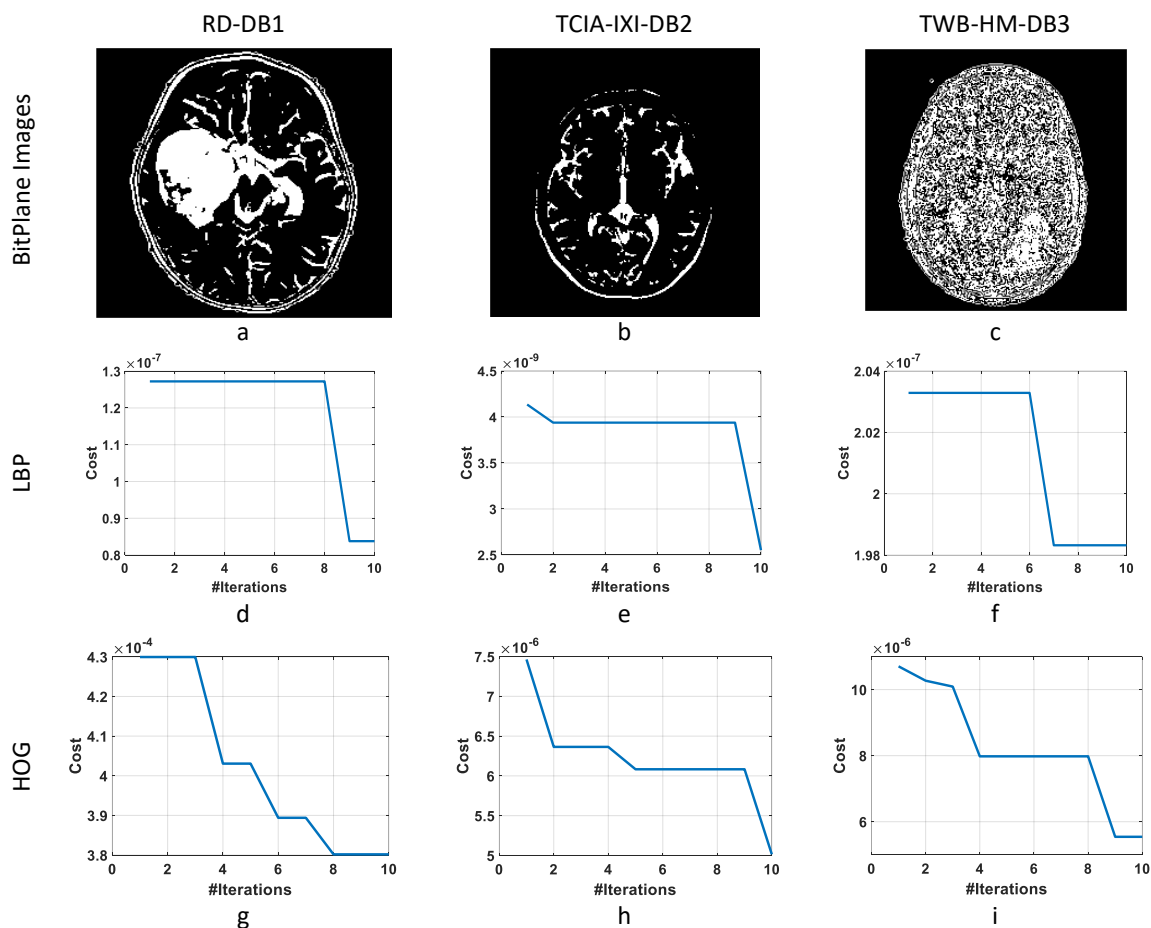 RD-DB1 TCIA-IXI-DB2 TWB-HM-DB3
BitPlane Images
a b c
LBP
×10⁻⁷
1.3
1.2
1.1
1
0.9
0.8
Cost
0 2 4 6 8 10
#Iterations
d
×10⁻⁹
4.5
4
3.5
3
2.5
Cost
0 2 4 6 8 10
#Iterations
e
×10⁻⁷
2.04
2.02
2
1.98
Cost
0 2 4 6 8 10
#Iterations
f
HOG
×10⁻⁴
4.3
4.2
4.1
4
3.9
3.8
Cost
0 2 4 6 8 10
#Iterations
g
×10⁻⁶
7.5
7
6.5
6
5.5
5
Cost
0 2 4 6 8 10
#Iterations
h
×10⁻⁶
10
8
6
Cost
0 2 4 6 8 10
#Iterations
i